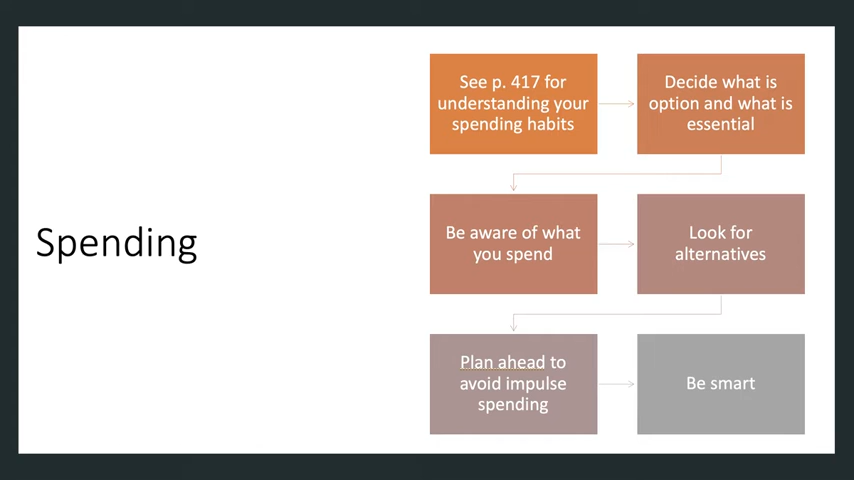 Spending
See p. 417 for
understanding your
spending habits
Decide what is
option and what is
essential
Be aware of what
you spend
Look for
alternatives
Plan ahead to
avoid impulse
spending
Be smart